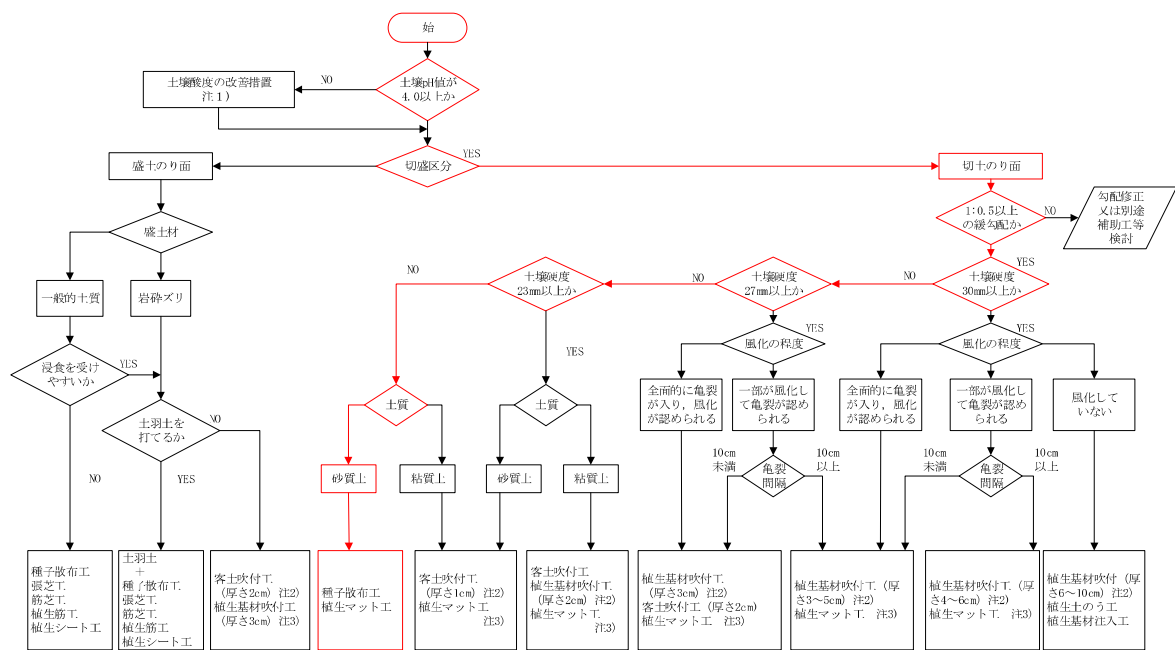 始
土壌pH値が
4.0以上か
NO
土壌酸度の改善措置
注1)
切盛区分
YES
盛土のり面
切土のり面
盛土材
1:0.5以上
の緩勾配か
NO
勾配修正
又は別途
補助工等
検討
YES
一般的土質
岩砕ズリ
NO
土壌硬度
23mm以上か
NO
土壌硬度
27mm以上か
NO
土壌硬度
30mm以上か
YES
風化の程度
YES
風化の程度
浸食を受け
やすいか
YES
YES
全面的に亀裂
が入り，風化
が認められる
一部が風化し
て亀裂が認め
られる
全面的に亀裂
が入り，風化
が認められる
一部が風化し
て亀裂が認め
られる
風化して
いない
土羽土を
打てるか
NO
土質
土質
NO
YES
砂質土
粘質土
砂質土
粘質土
10cm
未満
10cm
以上
亀裂
間隔
10cm
未満
10cm
以上
亀裂
間隔
種子散布工
張芝工
筋芝工
植生筋工
植生シート工
土羽土
+
種子散布工
張芝工
筋芝工
植生筋工
植生シート工
客土吹付工
(厚さ2cm) 注2)
植生基材吹付工
(厚さ3cm) 注3)
種子散布工
植生マット工
客土吹付工
(厚さ1cm) 注2)
植生マット工
注3)
客土吹付工
植生基材吹付工
(厚さ2cm) 注2)
植生マット工
注3)
植生基材吹付工
(厚さ3cm) 注2)
客土吹付工 (厚さ2cm)
植生マット工 注3)
植生基材吹付工 (厚
さ3～5cm) 注2)
植生マット工 注3)
植生基材吹付工 (厚
さ4～6cm) 注2)
植生マット工 注3)
植生基材吹付 (厚
さ6～10cm) 注2)
植生土のう工
植生基材注入工